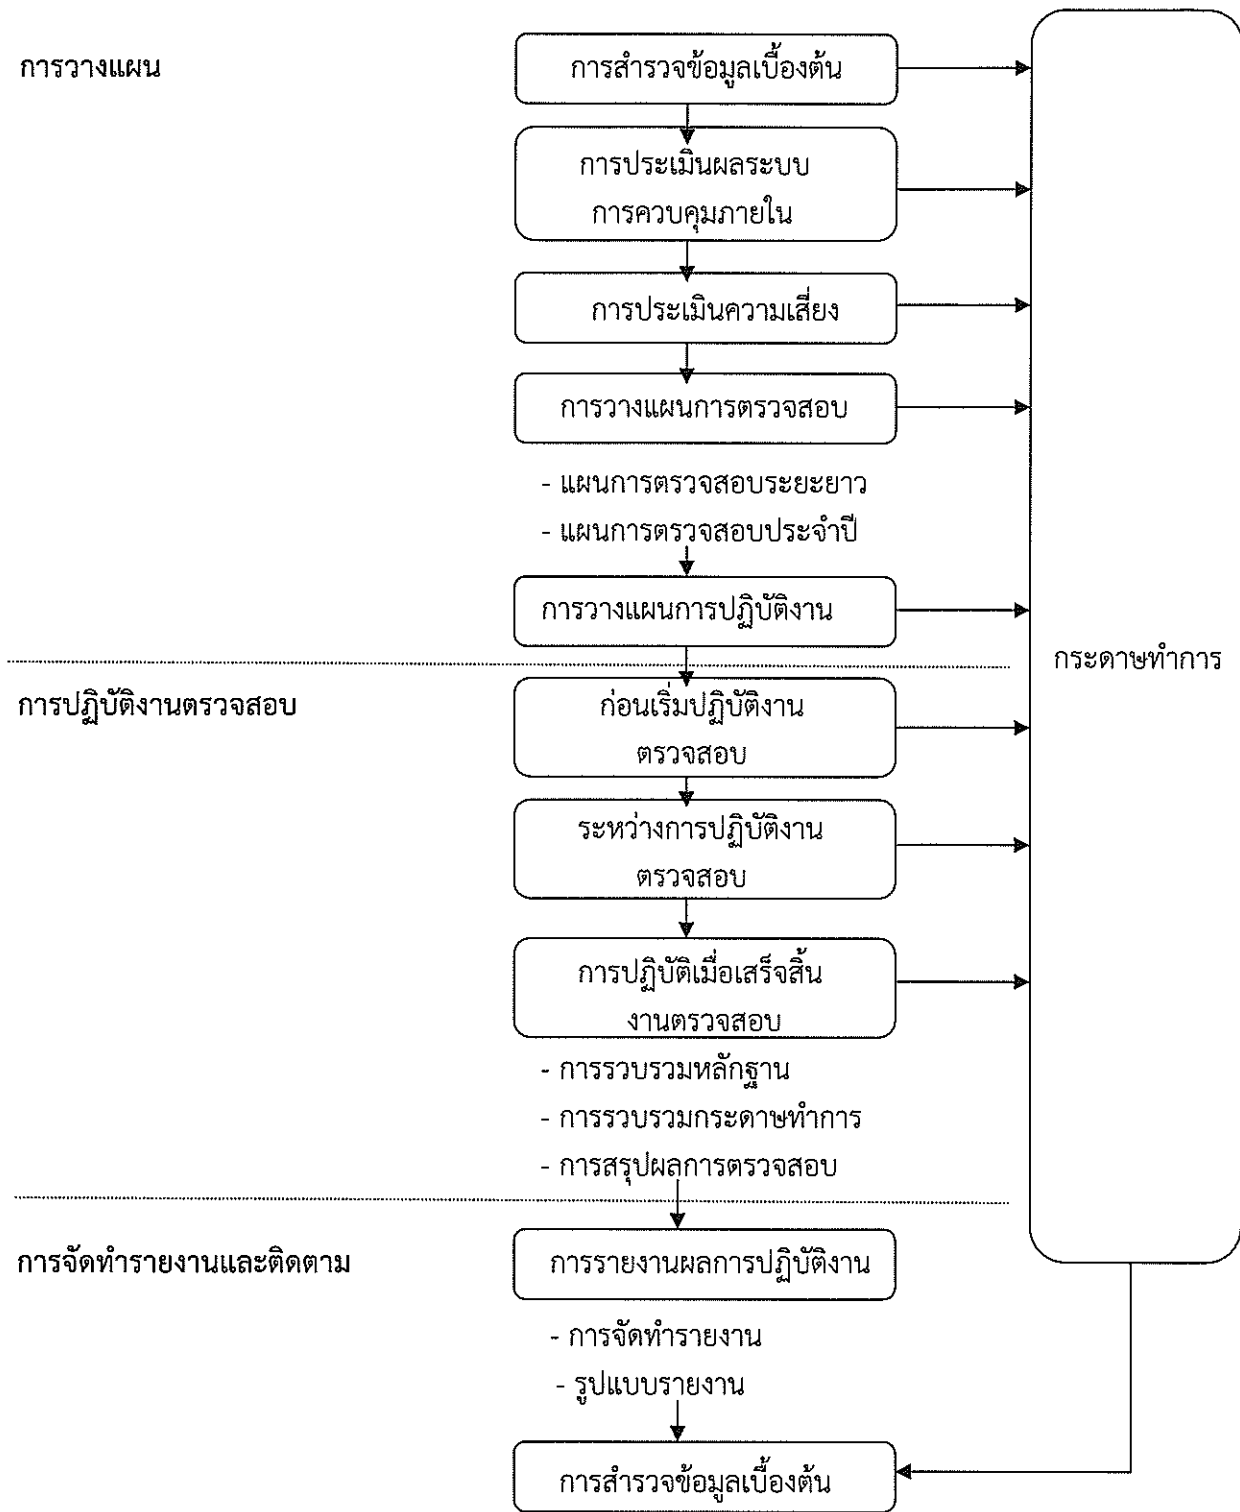 การวางแผน
การสำรวจข้อมูลเบื้องต้น
การประเมินผลระบบ
การควบคุมภายใน
การประเมินความเสี่ยง
การวางแผนการตรวจสอบ
- แผนการตรวจสอบระยะยาว
- แผนการตรวจสอบประจำปี
การวางแผนการปฏิบัติงาน
กระดาษทำการ
การปฏิบัติงานตรวจสอบ
ก่อนเริ่มปฏิบัติงาน
ตรวจสอบ
ระหว่างการปฏิบัติงาน
ตรวจสอบ
การปฏิบัติเมื่อเสร็จสิ้น
งานตรวจสอบ
- การรวบรวมหลักฐาน
- การรวบรวมกระดาษทำการ
- การสรุปผลการตรวจสอบ
การจัดทำรายงานและติดตาม
การรายงานผลการปฏิบัติงาน
- การจัดทำรายงาน
- รูปแบบรายงาน
การสำรวจข้อมูลเบื้องต้น